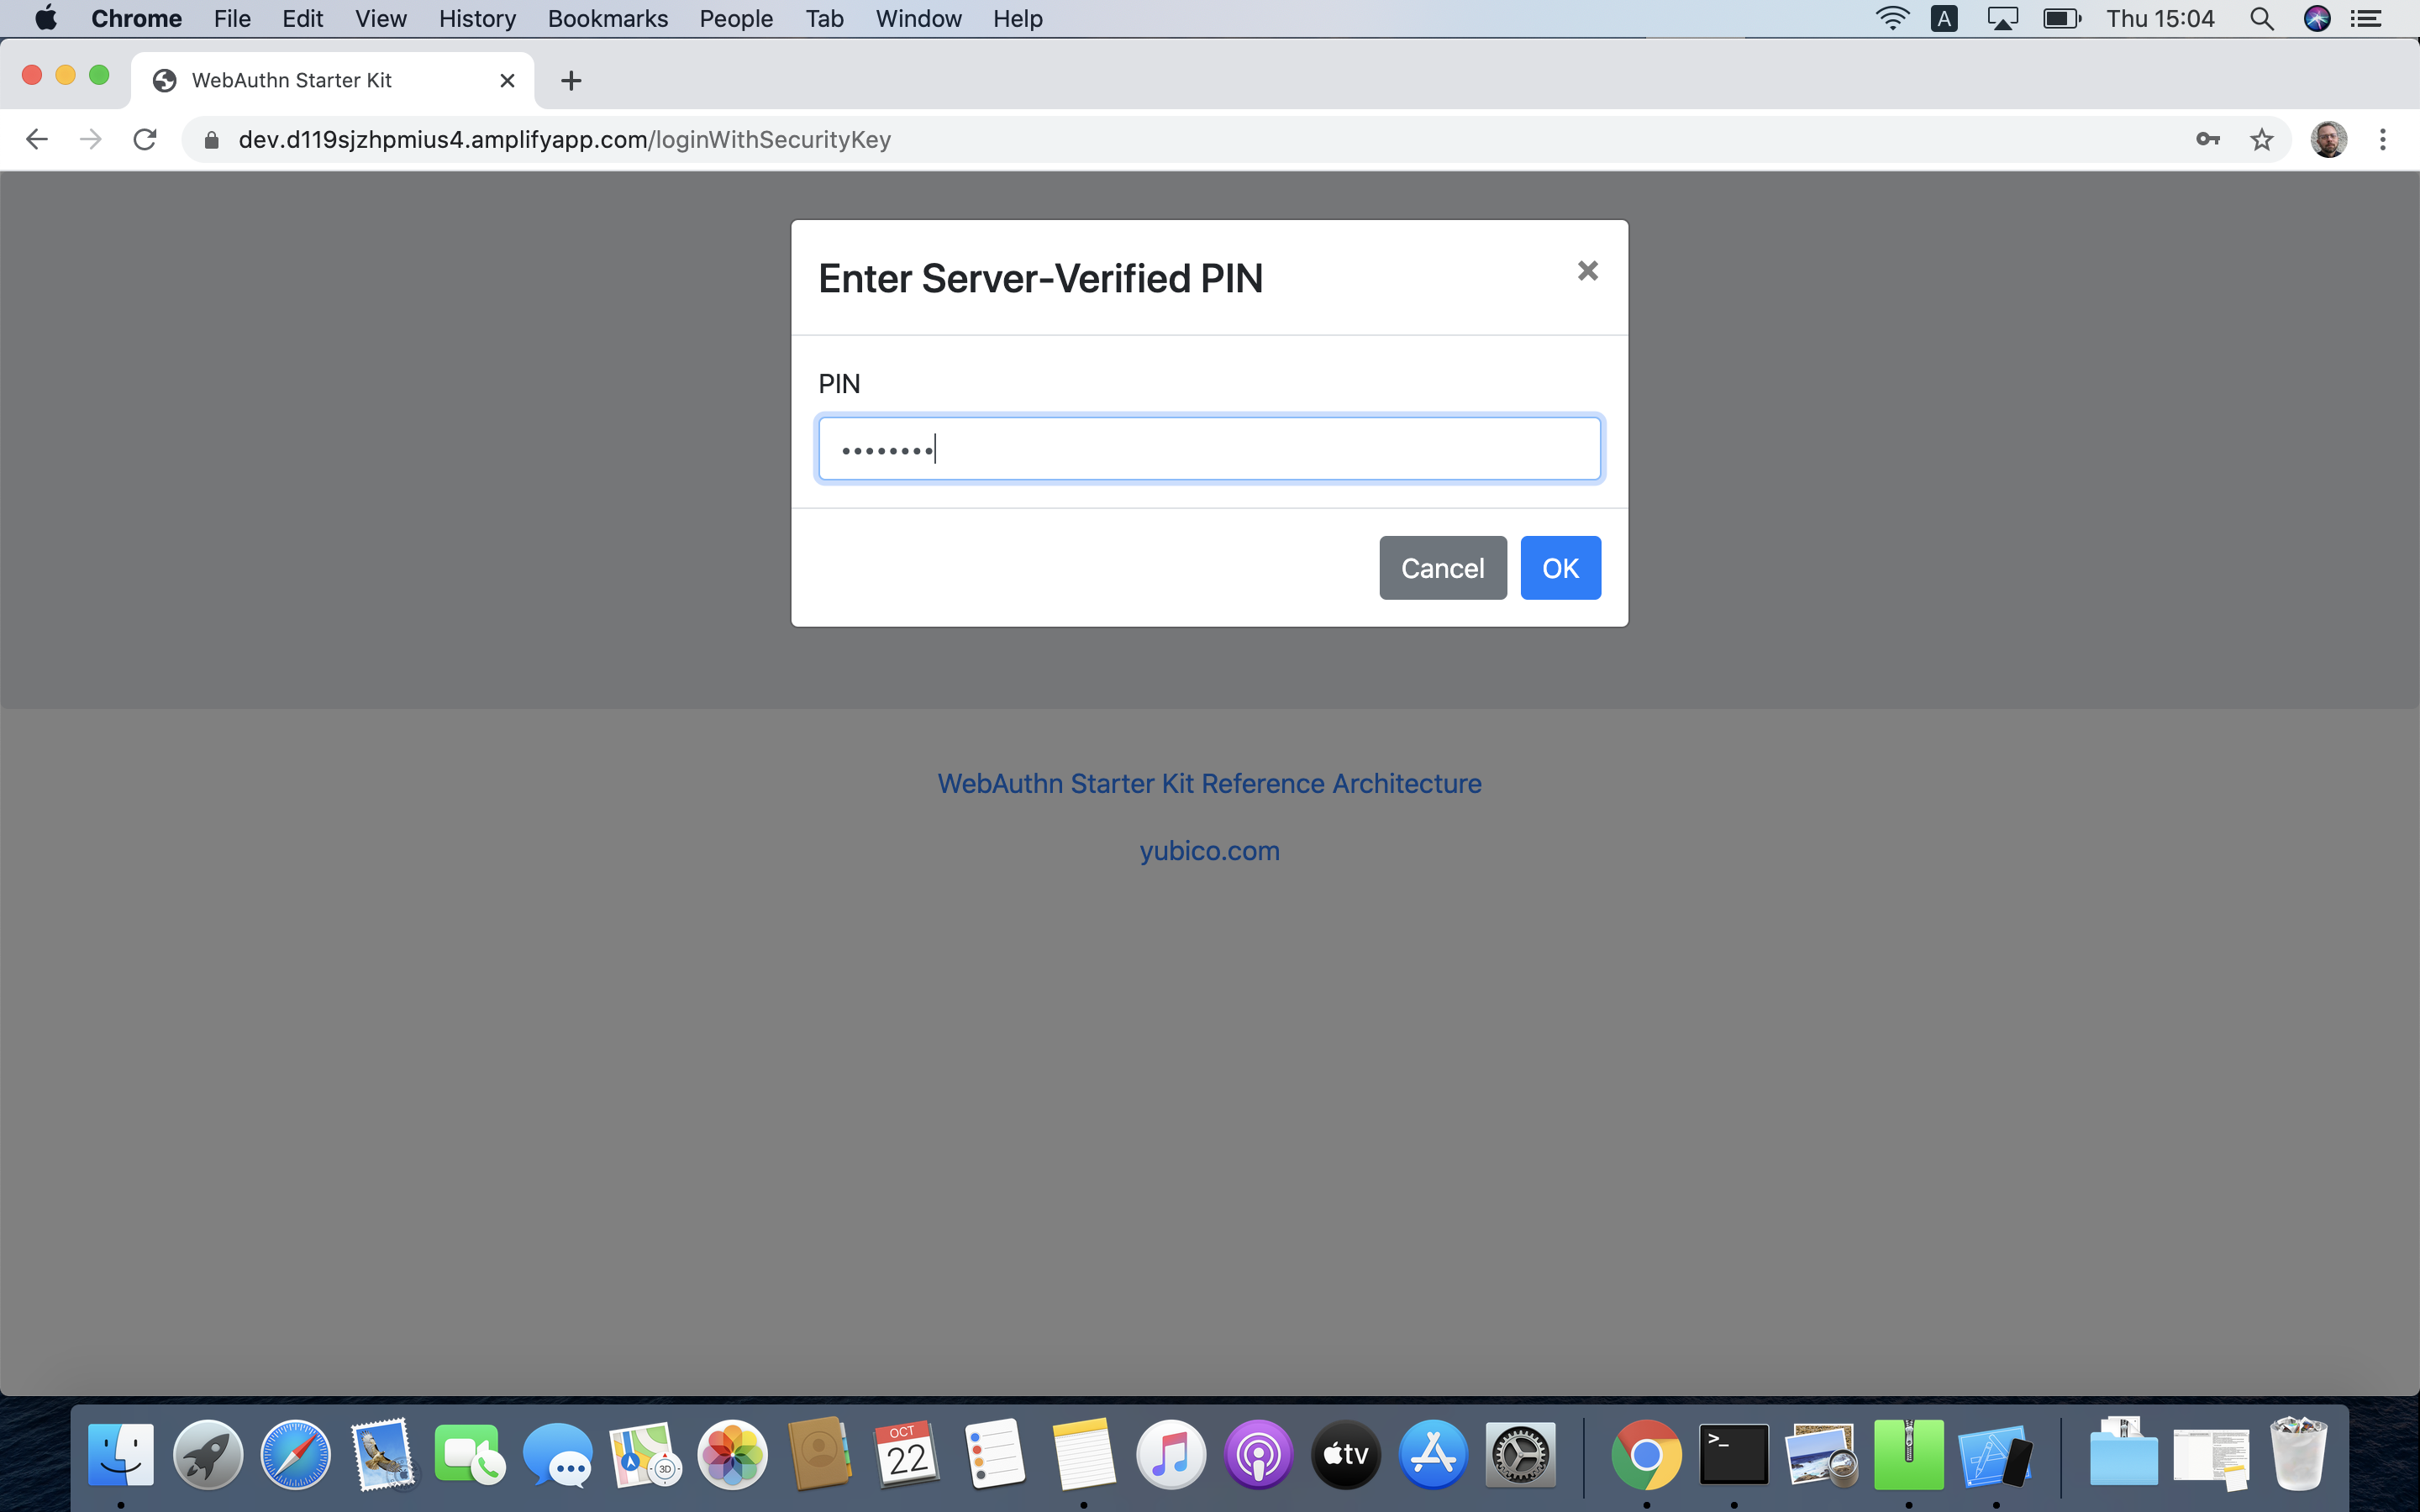 Chrome File Edit View History Bookmarks People Tab Window Help A Thu 15:04
WebAuthn Starter Kit
dev.d119sjzhpmius4.amplifyapp.com/loginWithSecurityKey
Enter Server-Verified PIN
PIN
••••••••
Cancel OK
WebAuthn Starter Kit Reference Architecture
yubico.com
OCT
22
3D
tv
>_